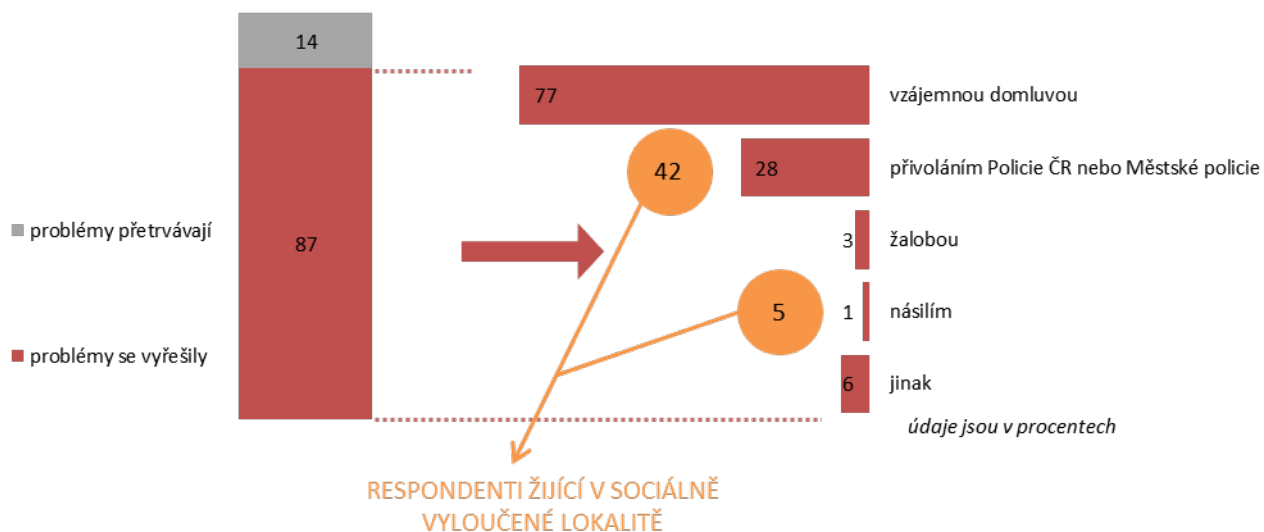 14
87
problémy přetrvávají
problémy se vyřešily
77
vzájemnou domluvou
42
28
přivoláním Policie ČR nebo Městské policie
3
žalobou
5
1
násilím
6
jinak
údaje jsou v procentech
RESPONDENTI ŽIJÍCÍ V SOCIÁLNĚ
VYLOUČENÉ LOKALITĚ